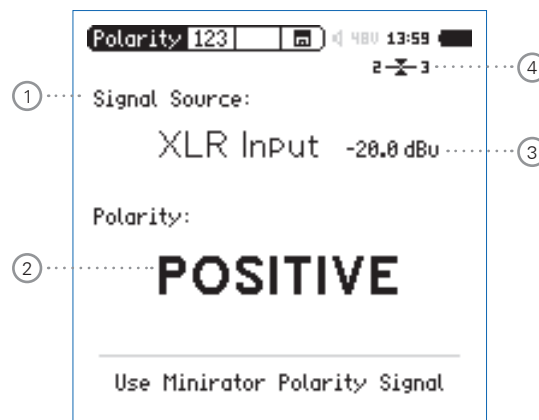 Polarity 123 48V 13:59
2 3 4
1 Signal Source:
XLR Input -20.0 dBu 3
Polarity:
2 POSITIVE
Use Minirator Polarity Signal